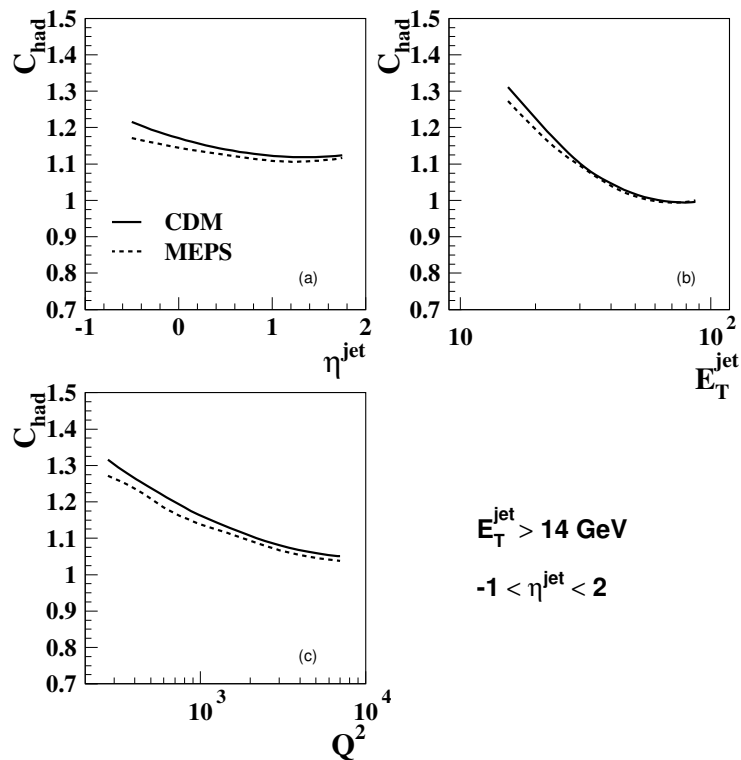 C_had
1.5
1.4
1.3
1.2
1.1
1
0.9
0.8
0.7
CDM
MEPS
(a)
-1 0 1 2
η^jet
C_had
1.5
1.4
1.3
1.2
1.1
1
0.9
0.8
0.7
(b)
10 10^2
E_T^jet
C_had
1.5
1.4
1.3
1.2
1.1
1
0.9
0.8
0.7
(c)
10^3 10^4
Q^2
E_T^jet > 14 GeV
-1 < η^jet < 2